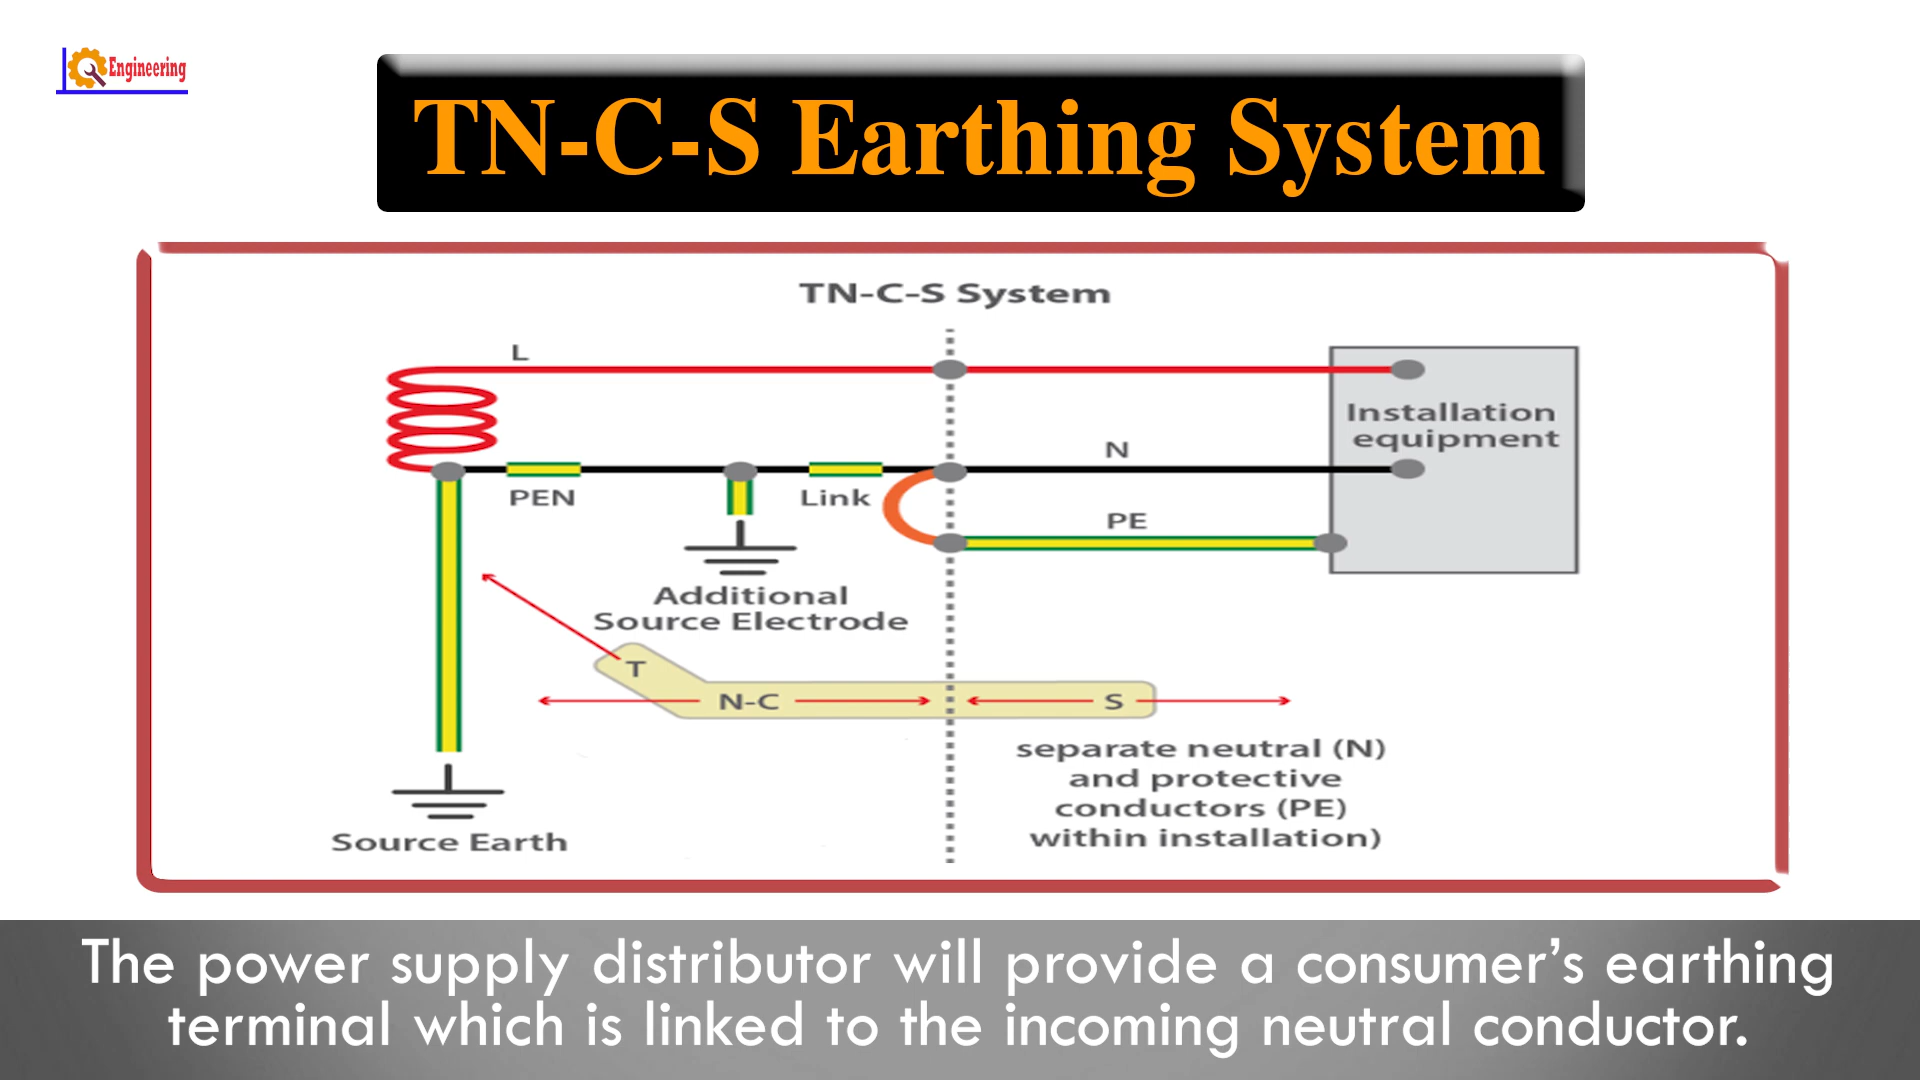 Engineering
TN-C-S Earthing System
TN-C-S System
L
Installation
equipment
N
PEN
Link
PE
Additional
Source Electrode
T
N-C
S
separate neutral (N)
and protective
conductors (PE)
within installation)
Source Earth
The power supply distributor will provide a consumer’s earthing
terminal which is linked to the incoming neutral conductor.